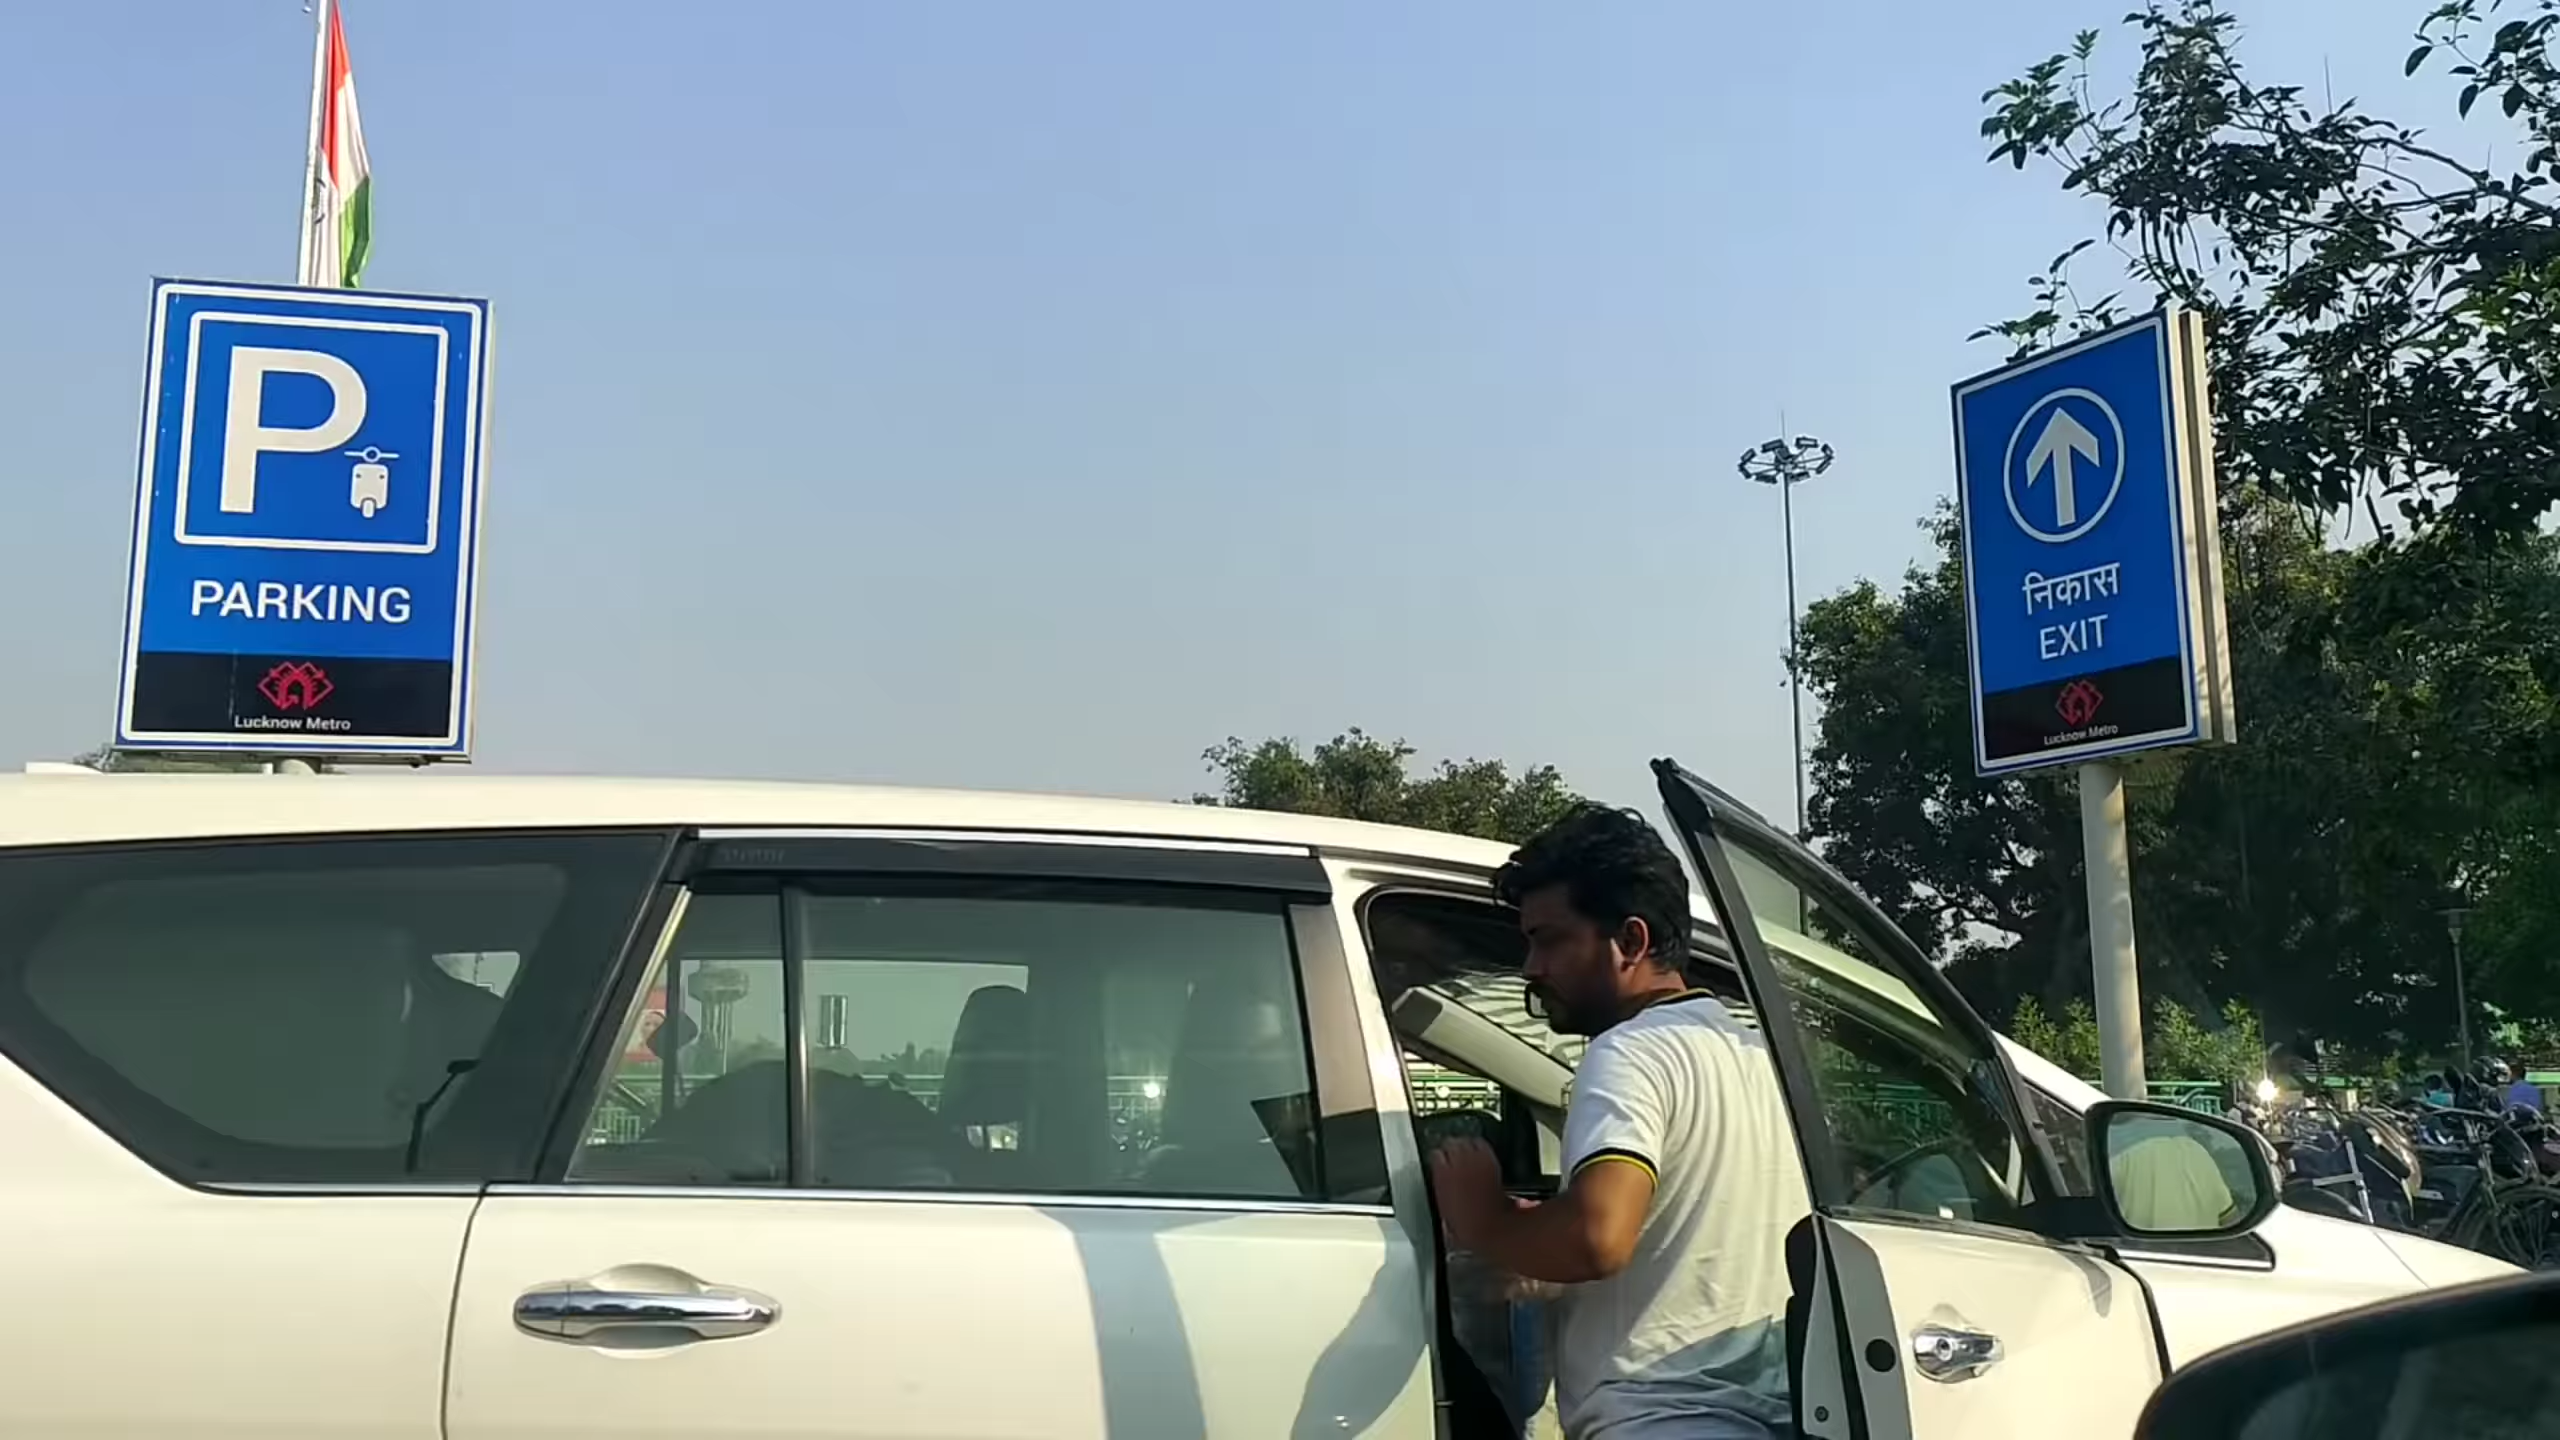 P
PARKING
Lucknow Metro
निकास
EXIT
Lucknow Metro